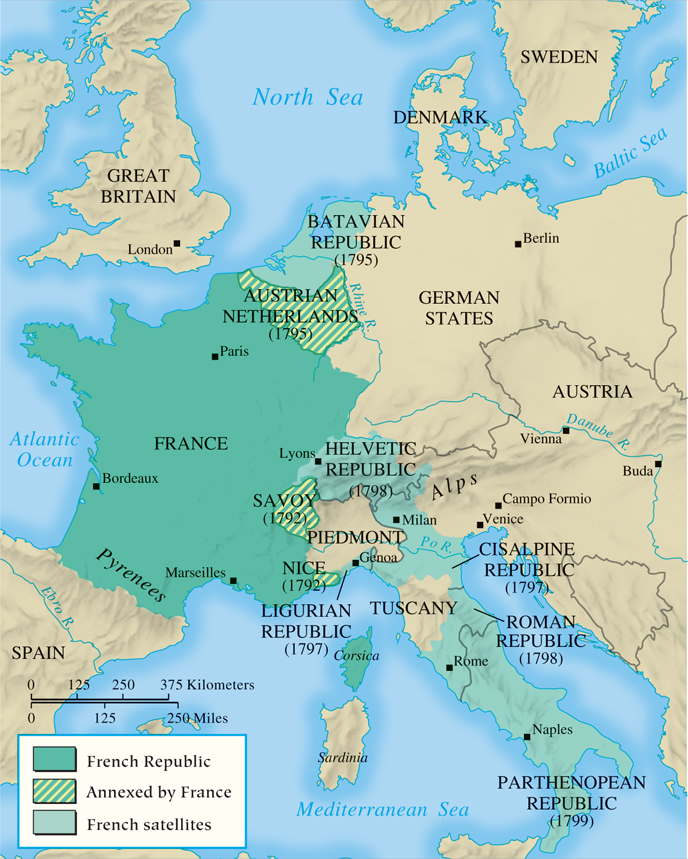 SWEDEN
North Sea
DENMARK
Baltic Sea
GREAT
BRITAIN
BATAVIAN
REPUBLIC
(1795)
London
Berlin
Rhine R.
AUSTRIAN
NETHERLANDS
(1795)
GERMAN
STATES
Paris
AUSTRIA
Danube R.
Atlantic
Ocean
FRANCE
Vienna
Lyons
HELVETIC
REPUBLIC
(1798)
Buda
Bordeaux
Alps
SAVOY
(1792)
Campo Formio
Milan
Venice
PIEDMONT
Po R.
Pyrenees
Genoa
CISALPINE
REPUBLIC
(1797)
Marseilles
NICE
(1792)
Ebro R.
LIGURIAN
REPUBLIC
(1797)
TUSCANY
ROMAN
REPUBLIC
(1798)
SPAIN
Corsica
Rome
0 125 250 375 Kilometers
0 125 250 Miles
Naples
Sardinia
French Republic
Annexed by France
French satellites
PARTHENOPEAN
REPUBLIC
(1799)
Mediterranean Sea